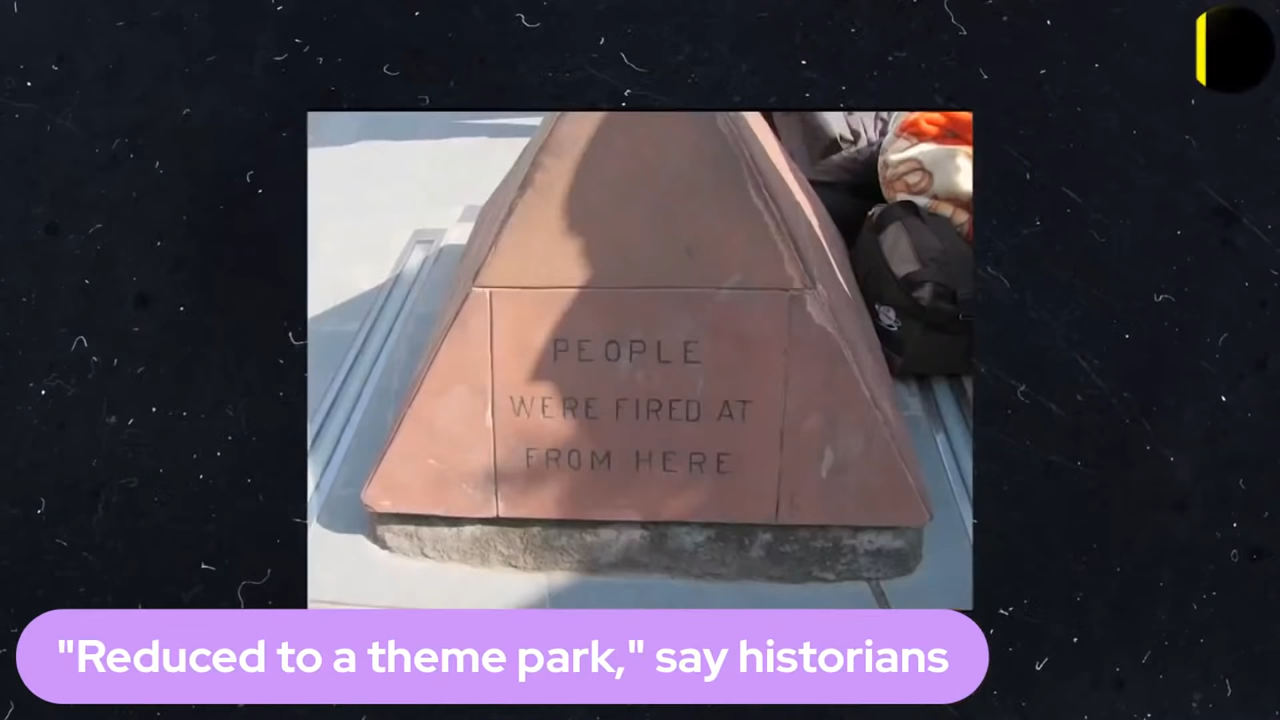 PEOPLE
WERE FIRED AT
FROM HERE
"Reduced to a theme park," say historians